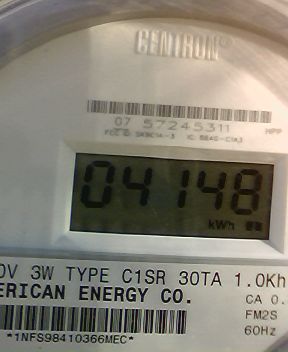 CENTRON®
07 57245311
HPP
04148
kWh
0V 3W TYPE C1SR 30TA 1.0Kh
ERICAN ENERGY CO.
CA 0.
FM2S
60Hz
*1NFS98410366MEC*